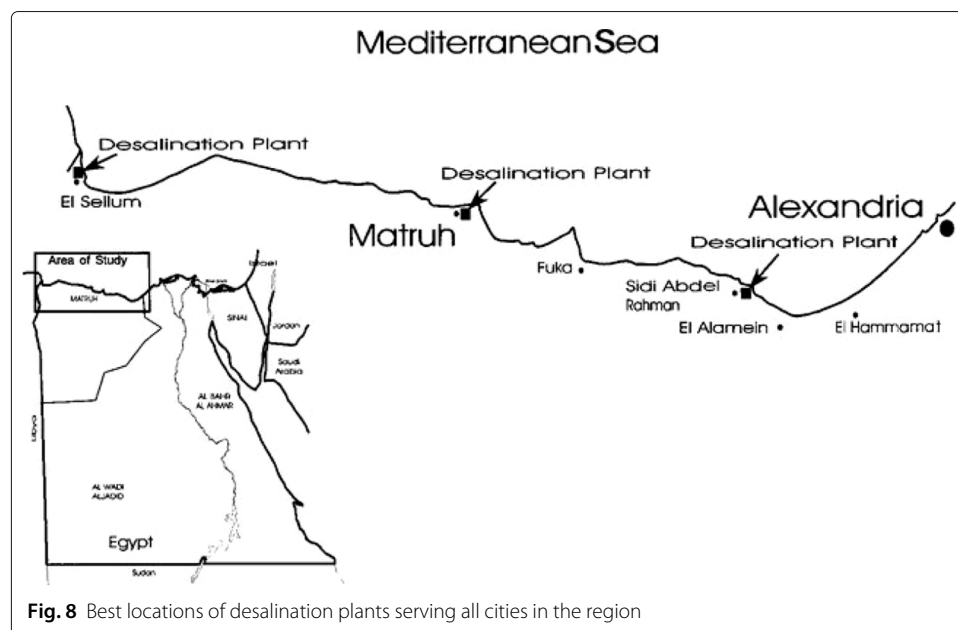 MediterraneanSea
Desalination Plant
El Sellum
Desalination Plant
Matruh
Alexandria
Desalination Plant
Fuka
Sidi Abdel
Rahman
El Alamein
El Hammamat
Area of Study
MATRUH
Israel
SINAI
Jordan
Saudi
Arabia
AL BAHR
AL AHMAR
Libya
AL WADI
ALJADID
Egypt
Sudan
Fig. 8 Best locations of desalination plants serving all cities in the region